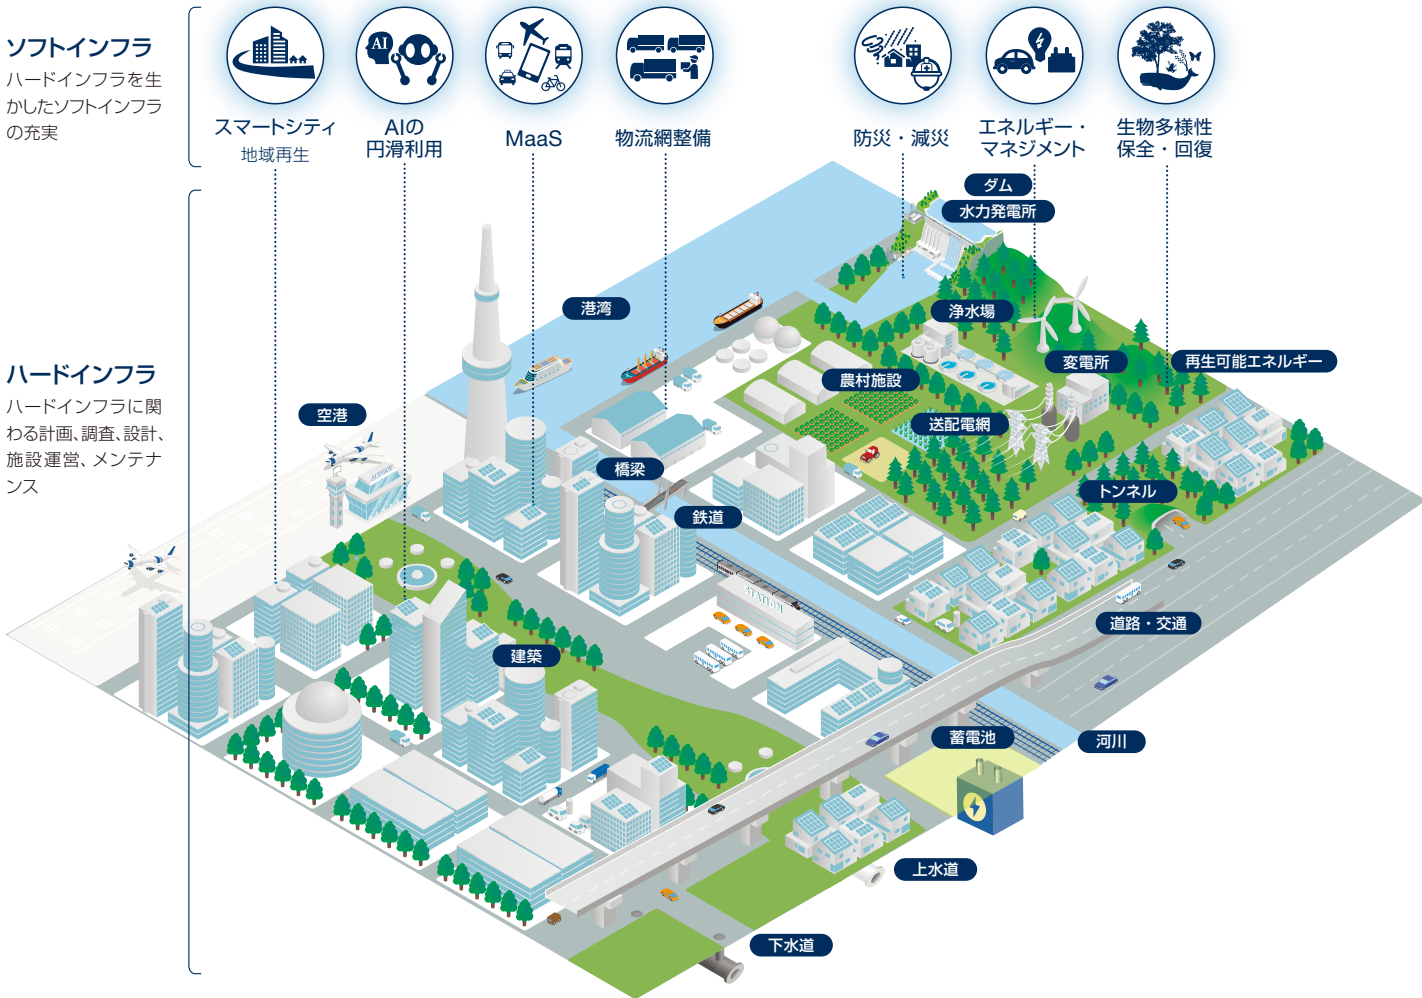 ソフトインフラ
ハードインフラを生
かしたソフトインフラ
の充実
AI
スマートシティ
地域再生
AIの
円滑利用
MaaS
物流網整備
防災・減災
エネルギー・
マネジメント
生物多様性
保全・回復
ハードインフラ
ハードインフラに関
わる計画、調査、設計、
施設運営、メンテナ
ンス
ダム
水力発電所
港湾
浄水場
変電所
再生可能エネルギー
農村施設
空港
送配電網
橋梁
トンネル
鉄道
STATION
道路・交通
建築
蓄電池
河川
上水道
下水道